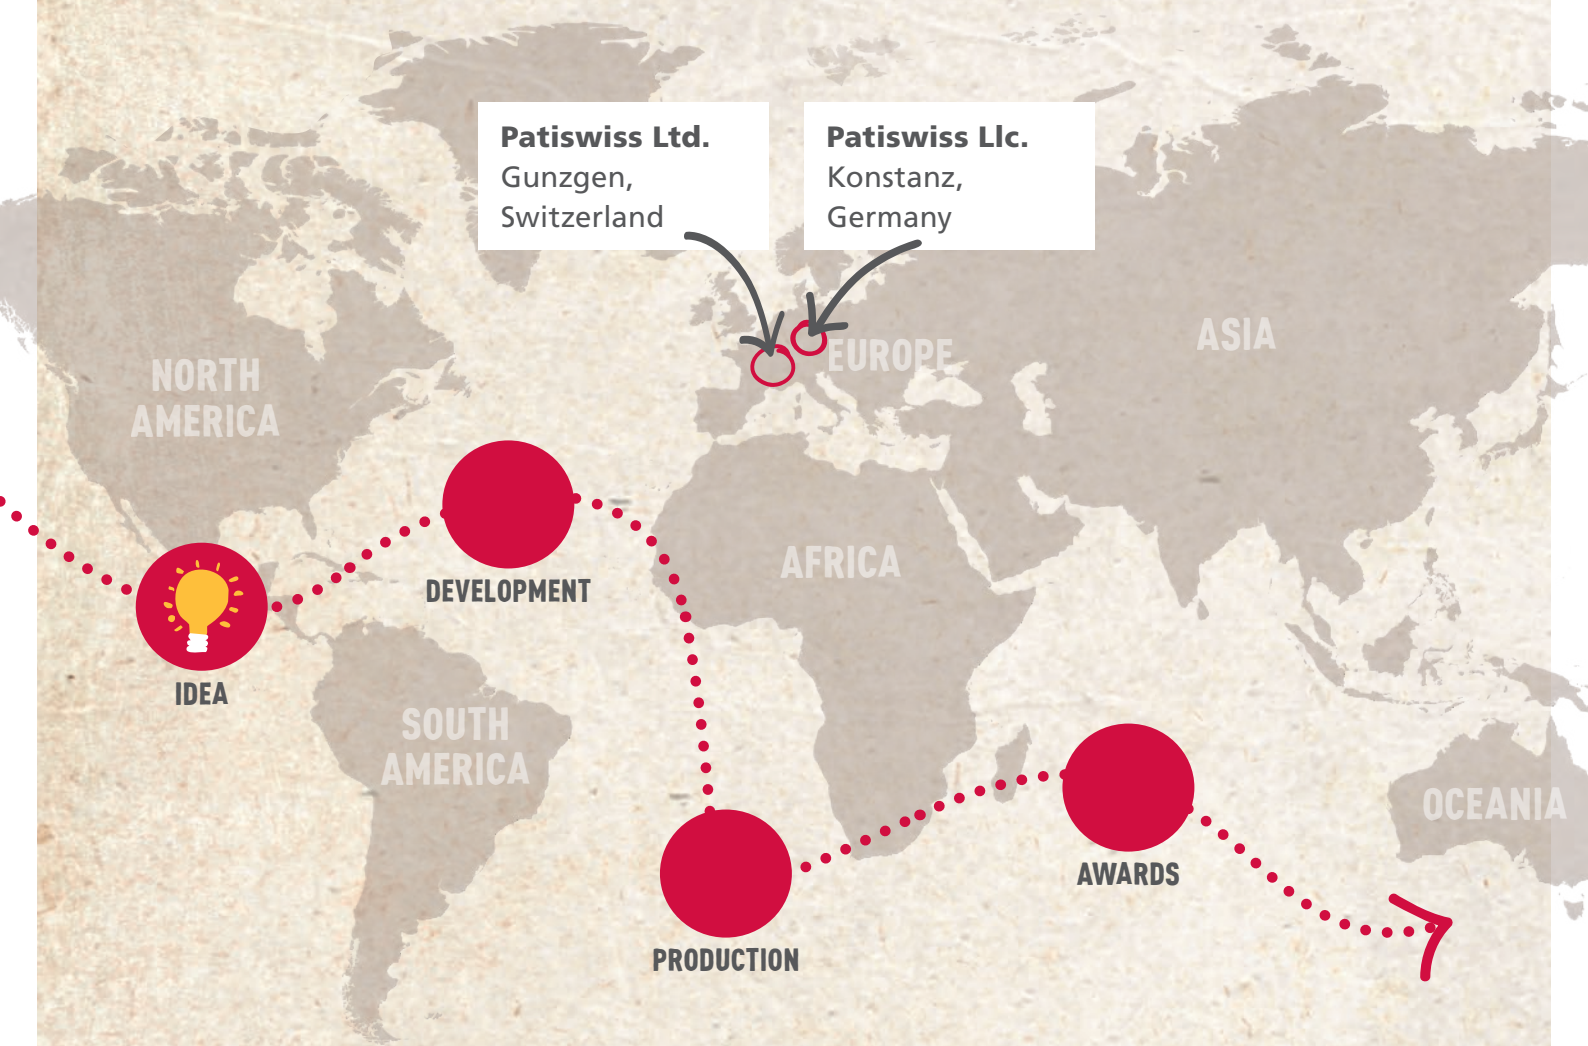 Patiswiss Ltd.
Gunzgen,
Switzerland
Patiswiss Llc.
Konstanz,
Germany
NORTH
AMERICA
EUROPE
ASIA
AFRICA
DEVELOPMENT
IDEA
SOUTH
AMERICA
OCEANIA
AWARDS
PRODUCTION